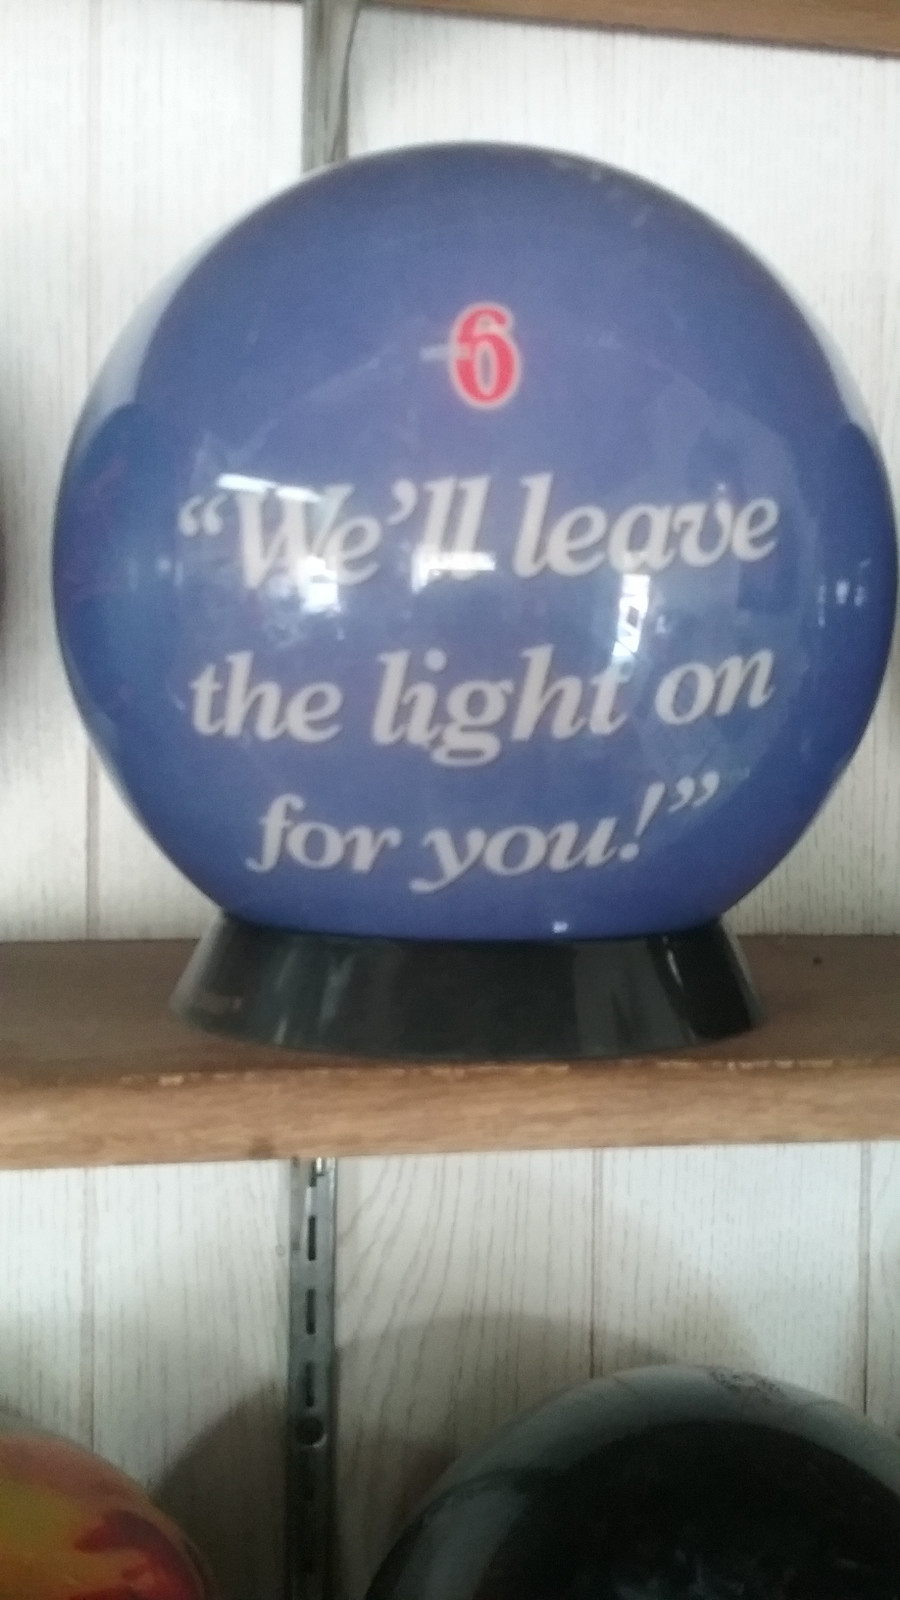 6
“We’ll leave
the light on
for you!”